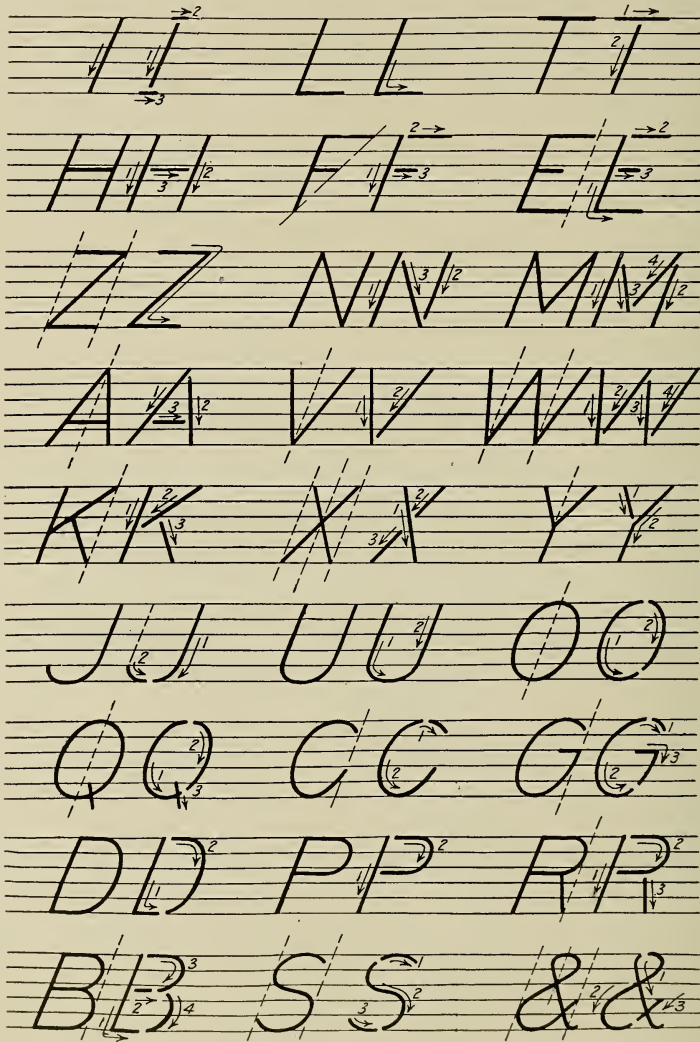 I I L L T T
H H F F E E
Z Z N N M M
A A V V W W
K K X X Y Y
J J U U O O
Q Q C C G G
D D P P R R
B B S S & &